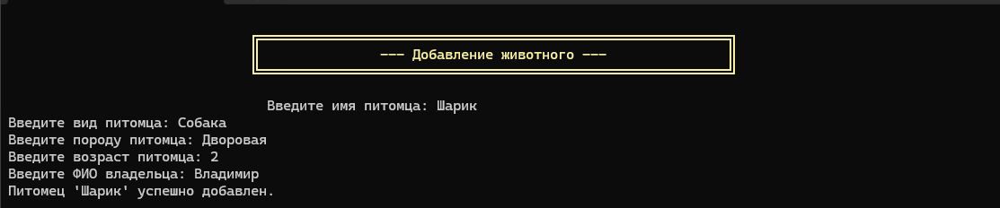 --- Добавление животного ---
Введите имя питомца: Шарик
Введите вид питомца: Собака
Введите породу питомца: Дворовая
Введите возраст питомца: 2
Введите ФИО владельца: Владимир
Питомец 'Шарик' успешно добавлен.